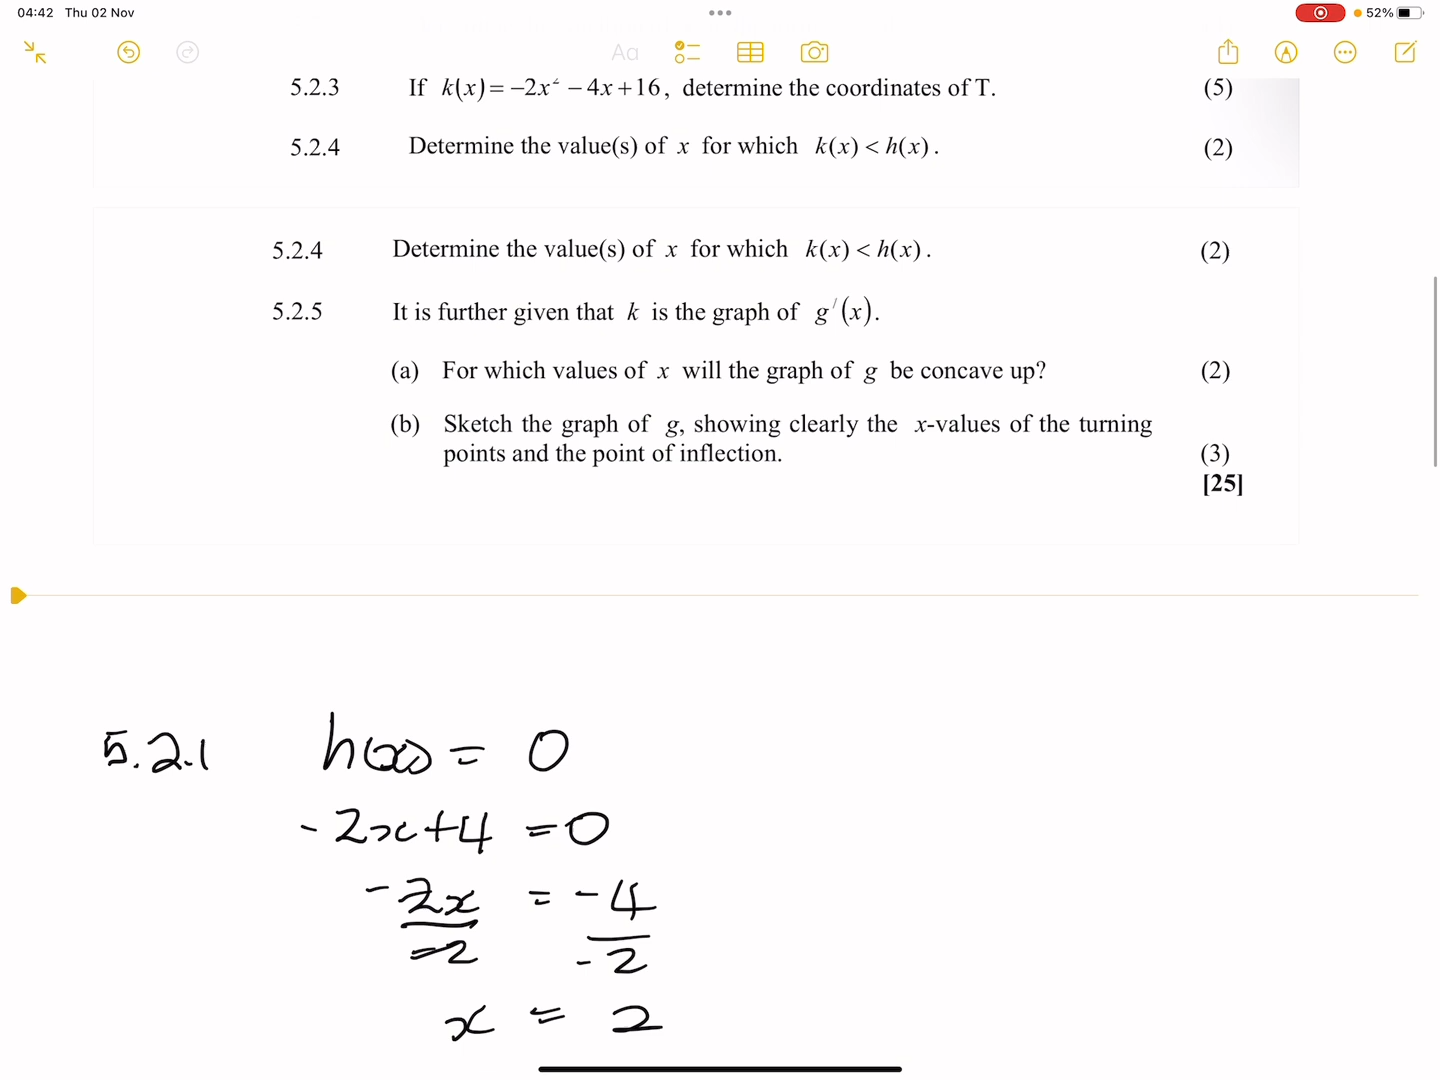 04:42 Thu 02 Nov
52%
Aa
5.2.3 If k(x) = −2x² − 4x + 16, determine the coordinates of T. (5)
5.2.4 Determine the value(s) of x for which k(x) < h(x). (2)
5.2.4 Determine the value(s) of x for which k(x) < h(x). (2)
5.2.5 It is further given that k is the graph of g′(x).
(a) For which values of x will the graph of g be concave up? (2)
(b) Sketch the graph of g, showing clearly the x-values of the turning
points and the point of inflection. (3)
[25]
5.2.1 h(x) = 0
-2x+4 = 0
-2x = -4
-2 -2
x = 2